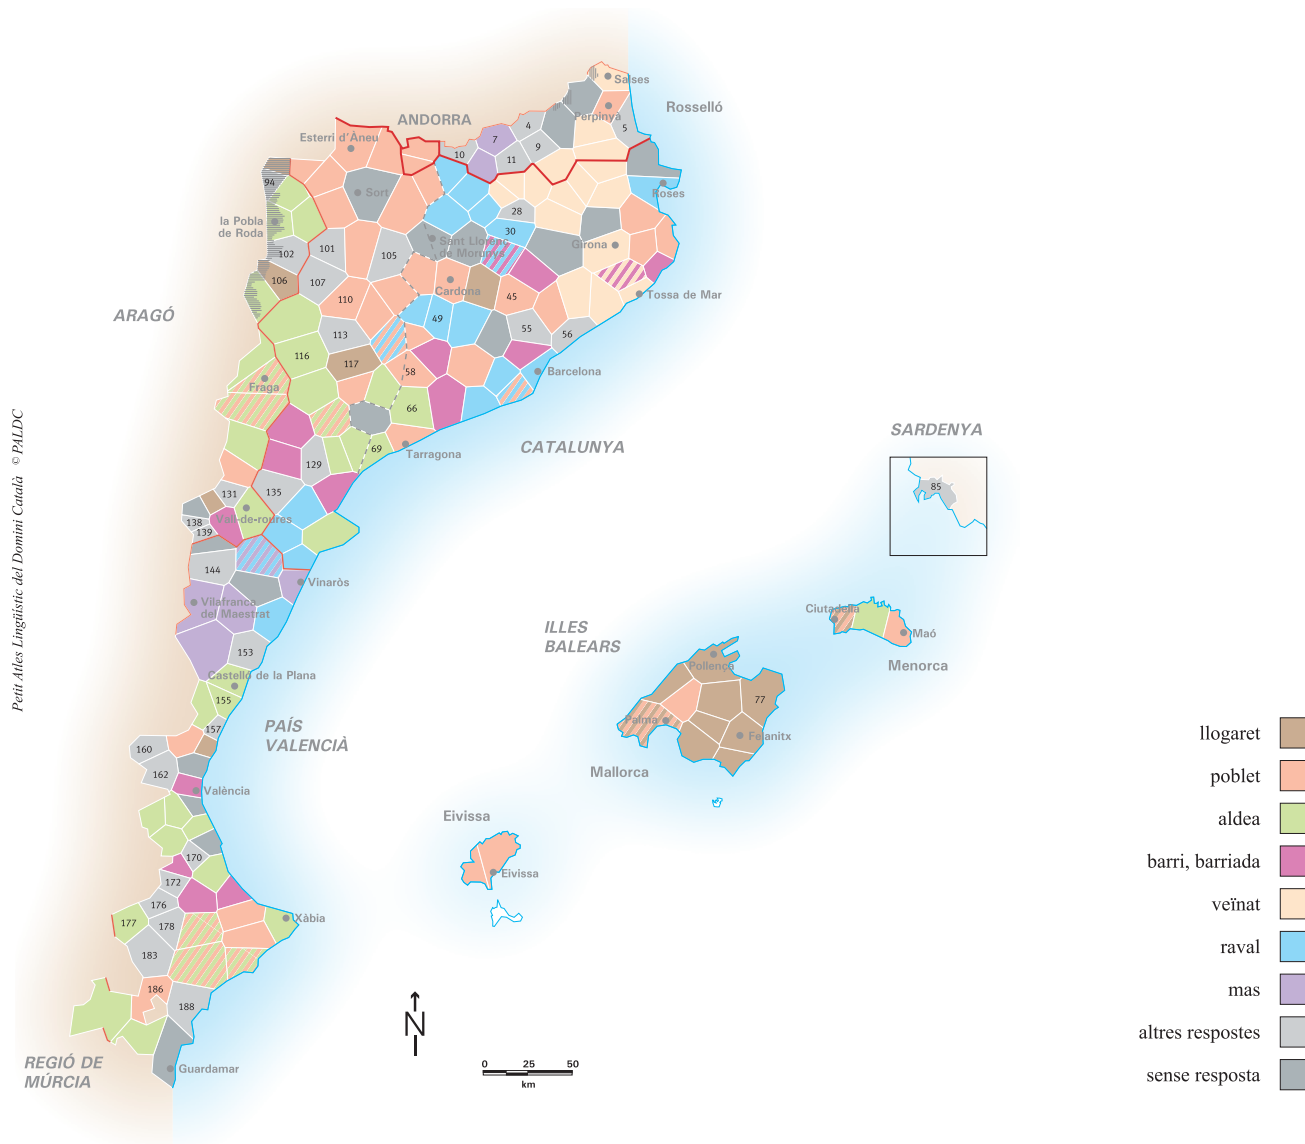 Salses
Rosselló
ANDORRA
Perpinyà
4
5
7
Esterri d'Àneu
9
10
11
94
Sort
Roses
28
la Pobla
de Roda
30
Sant Llorenç
de Morunys
Girona
101
102
105
106
107
Cardona
Tossa de Mar
110
45
ARAGÓ
49
113
55
56
116
117
58
Barcelona
Fraga
66
69
Tarragona
CATALUNYA
SARDENYA
129
85
131
135
Vall-de-roures
138
139
144
Vinaròs
Vilafranca
del Maestrat
Ciutadella
Maó
ILLES
BALEARS
153
Menorca
Pollença
Castelló de la Plana
155
77
157
Palma
Felanitx
PAÍS
VALENCIÀ
160
162
Mallorca
València
Eivissa
170
Eivissa
172
176
177
178
Xàbia
183
186
188
N
REGIÓ DE
MÚRCIA
Guardamar
0 25 50
km
Petit Atles Lingüístic del Domini Català © PALDC
llogaret
poblet
aldea
barri, barriada
veïnat
raval
mas
altres respostes
sense resposta